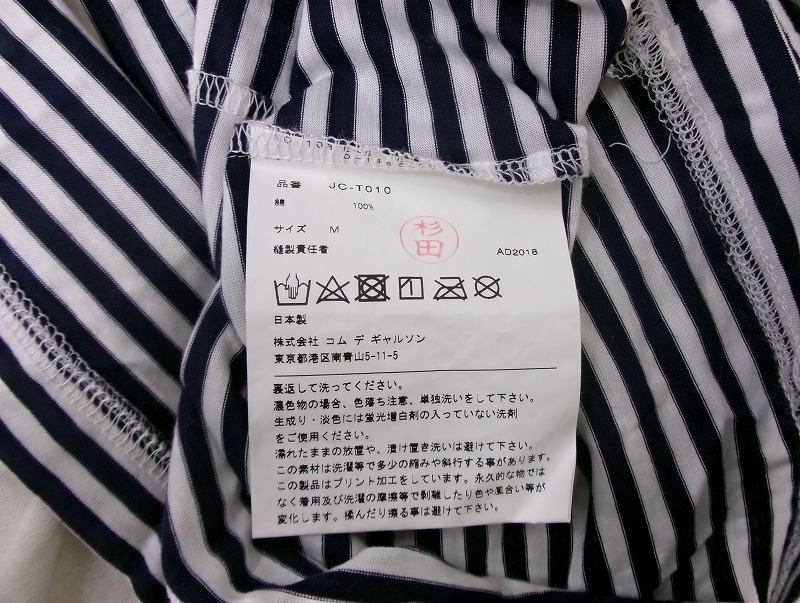 品番 JC-T010
綿 100%
サイズ M
杉田
縫製責任者 AD2018
日本製
株式会社 コム デ ギャルソン
東京都港区南青山5-11-5
裏返して洗ってください。
濃色物の場合、色落ち注意、単独洗いをして下さい。
生成り・淡色には蛍光増白剤の入っていない洗剤
をご使用ください。
濡れたままの放置や、漬け置き洗いは避けて下さい。
この素材は洗濯等で多少の縮みや斜行する事があります。
この製品はプリント加工をしています。永久的な物では
なく着用及び洗濯の摩擦等で剥離したり色や風合い等が
変化します。揉んだり擦る事は避けて下さい。